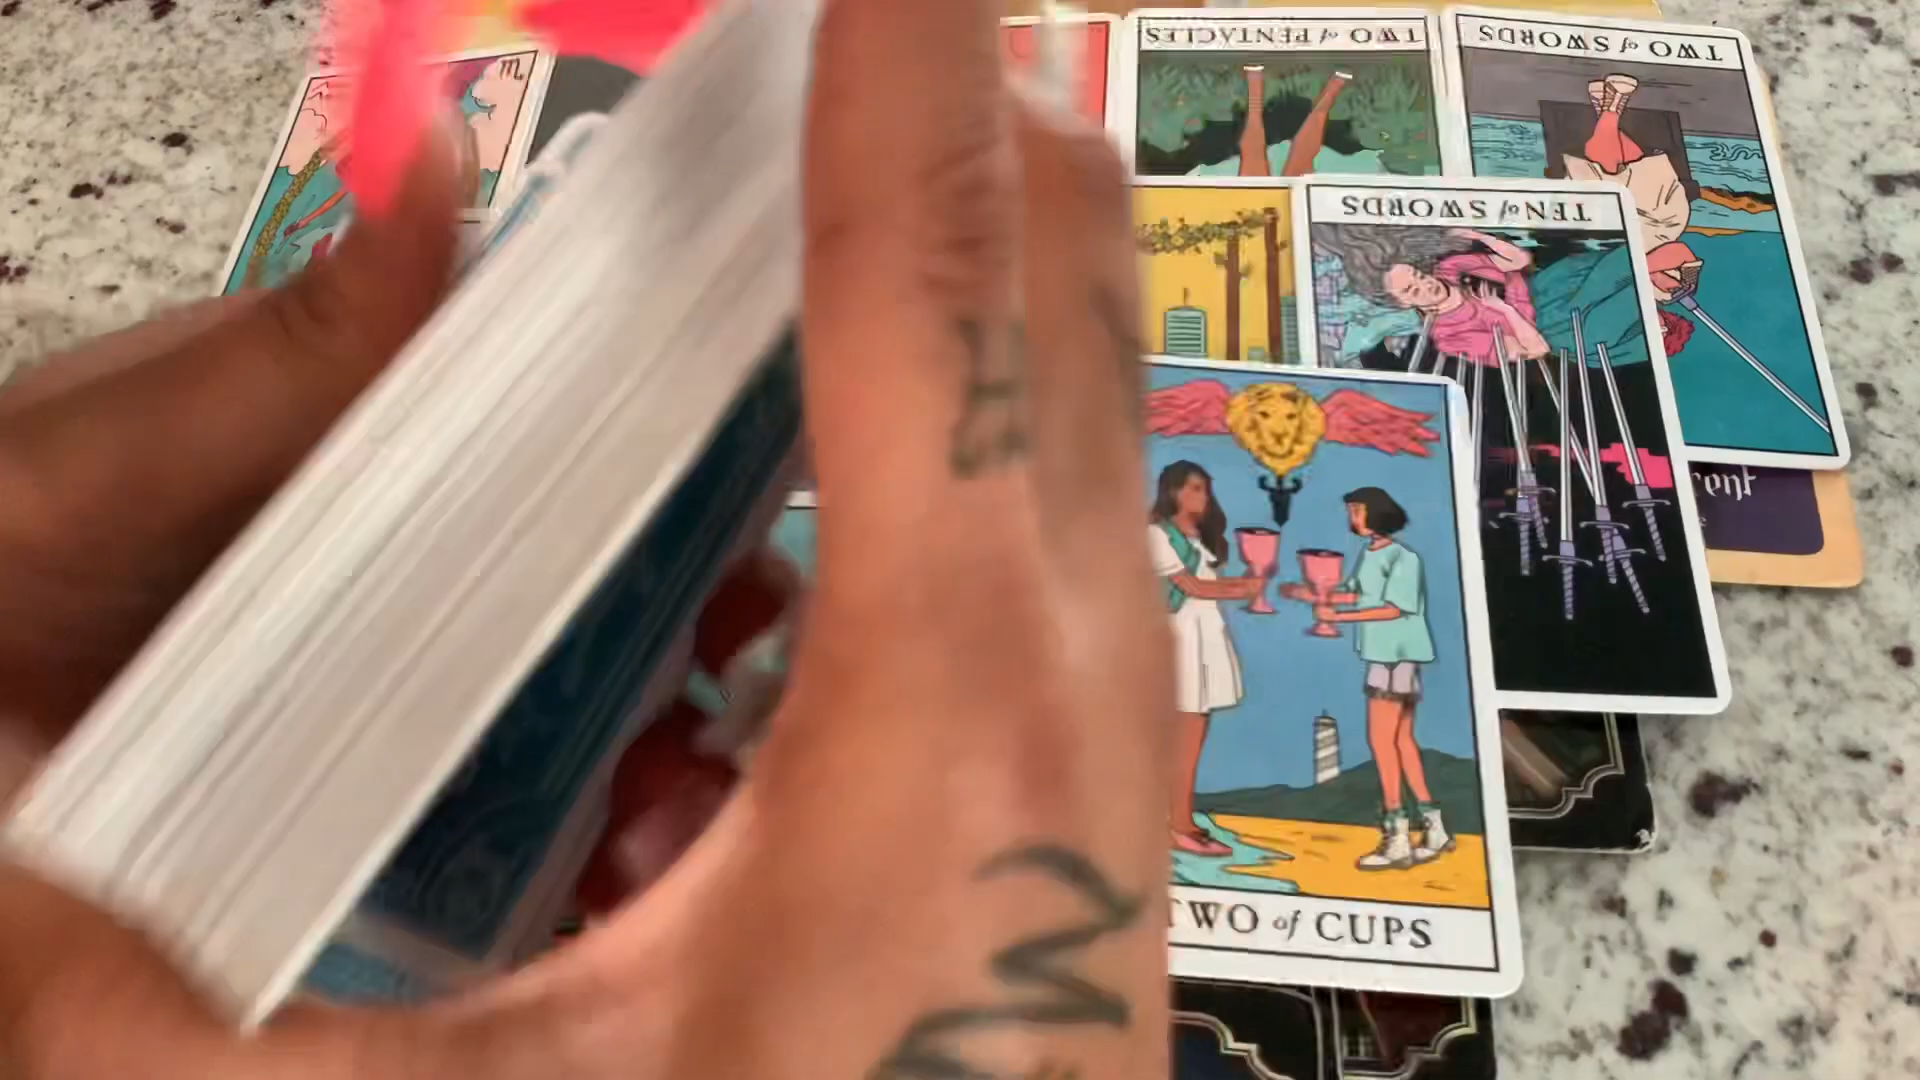 TWO of PENTACLES
TWO of SWORDS
TEN of SWORDS
TWO of CUPS